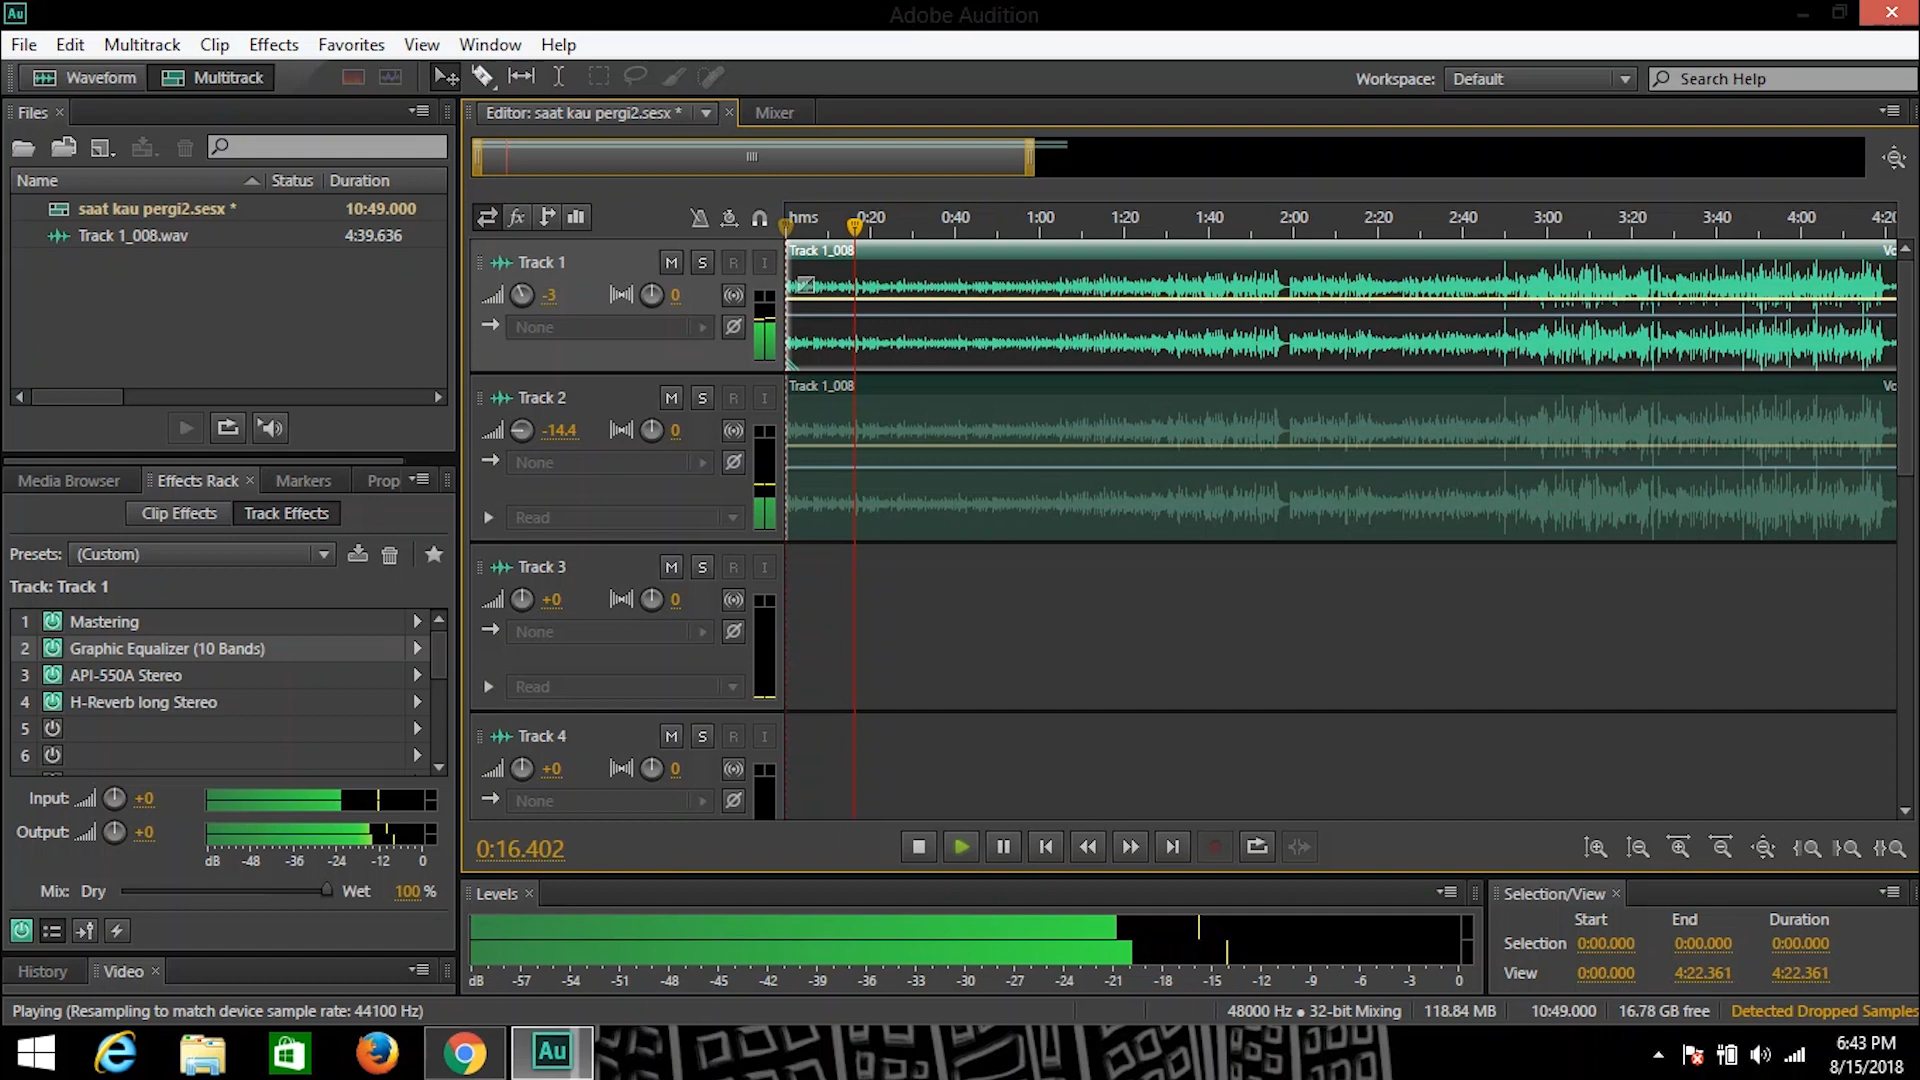 Au
Adobe Audition
File Edit Multitrack Clip Effects Favorites View Window Help
Waveform Multitrack Workspace: Default Search Help
Files
Name Status Duration
saat kau pergi2.sesx * 10:49.000
Track 1_008.wav 4:39.636
Editor: saat kau pergi2.sesx * Mixer
fx hms 0:20 0:40 1:00 1:20 1:40 2:00 2:20 2:40 3:00 3:20 3:40 4:00 4:20
Track 1 M S R I
-3 0
None
Track 1_008 Vo
Track 2 M S R I
-14.4 0
None
Read
Track 1_008 Vo
Track 3 M S R I
+0 0
None
Read
Track 4 M S R I
+0 0
None
Media Browser Effects Rack Markers Prop
Clip Effects Track Effects
Presets: (Custom)
Track: Track 1
1 Mastering
2 Graphic Equalizer (10 Bands)
3 API-550A Stereo
4 H-Reverb long Stereo
5
6
Input: +0
Output: +0
dB -48 -36 -24 -12 0
Mix: Dry Wet 100 %
History Video
0:16.402
Levels
dB -57 -54 -51 -48 -45 -42 -39 -36 -33 -30 -27 -24 -21 -18 -15 -12 -9 -6 -3 0
Selection/View
Start End Duration
Selection 0:00.000 0:00.000 0:00.000
View 0:00.000 4:22.361 4:22.361
Playing (Resampling to match device sample rate: 44100 Hz) 48000 Hz ● 32-bit Mixing 118.84 MB 10:49.000 16.78 GB free Detected Dropped Samples
Au
6:43 PM
8/15/2018